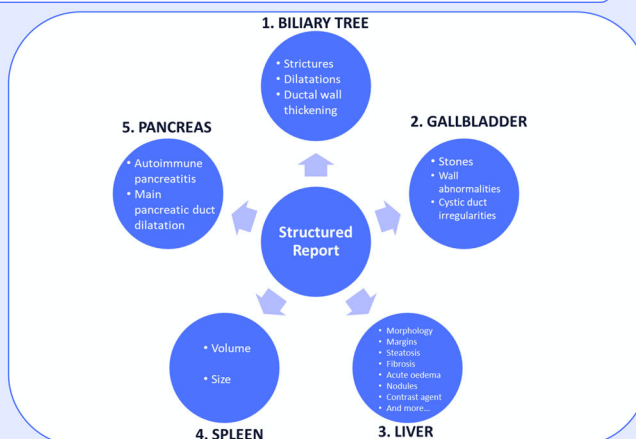 1. BILIARY TREE
• Strictures
• Dilatations
• Ductal wall
thickening
2. GALLBLADDER
• Stones
• Wall
abnormalities
• Cystic duct
irregularities
5. PANCREAS
• Autoimmune
pancreatitis
• Main
pancreatic duct
dilatation
Structured
Report
• Volume
• Size
4. SPLEEN
• Morphology
• Margins
• Steatosis
• Fibrosis
• Acute oedema
• Nodules
• Contrast agent
• And more...
3. LIVER